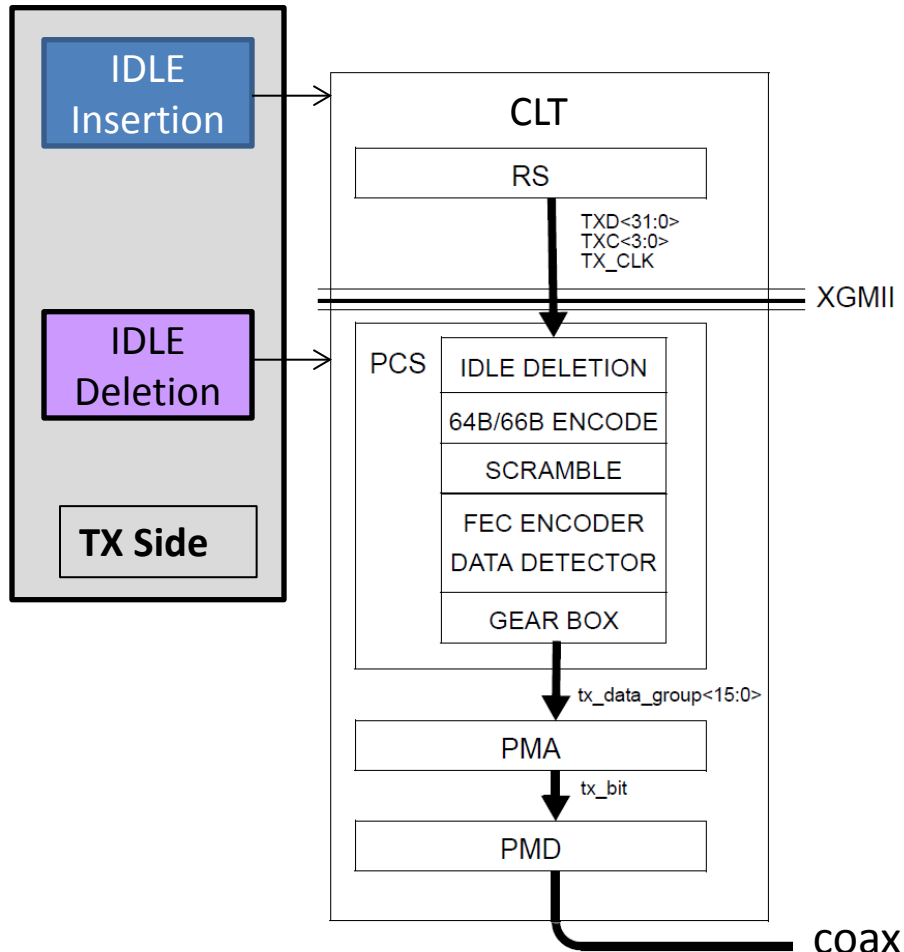 IDLE
Insertion
IDLE
Deletion
TX Side
CLT
RS
TXD<31:0>
TXC<3:0>
TX_CLK
XGMII
PCS
IDLE DELETION
64B/66B ENCODE
SCRAMBLE
FEC ENCODER
DATA DETECTOR
GEAR BOX
tx_data_group<15:0>
PMA
tx_bit
PMD
coax